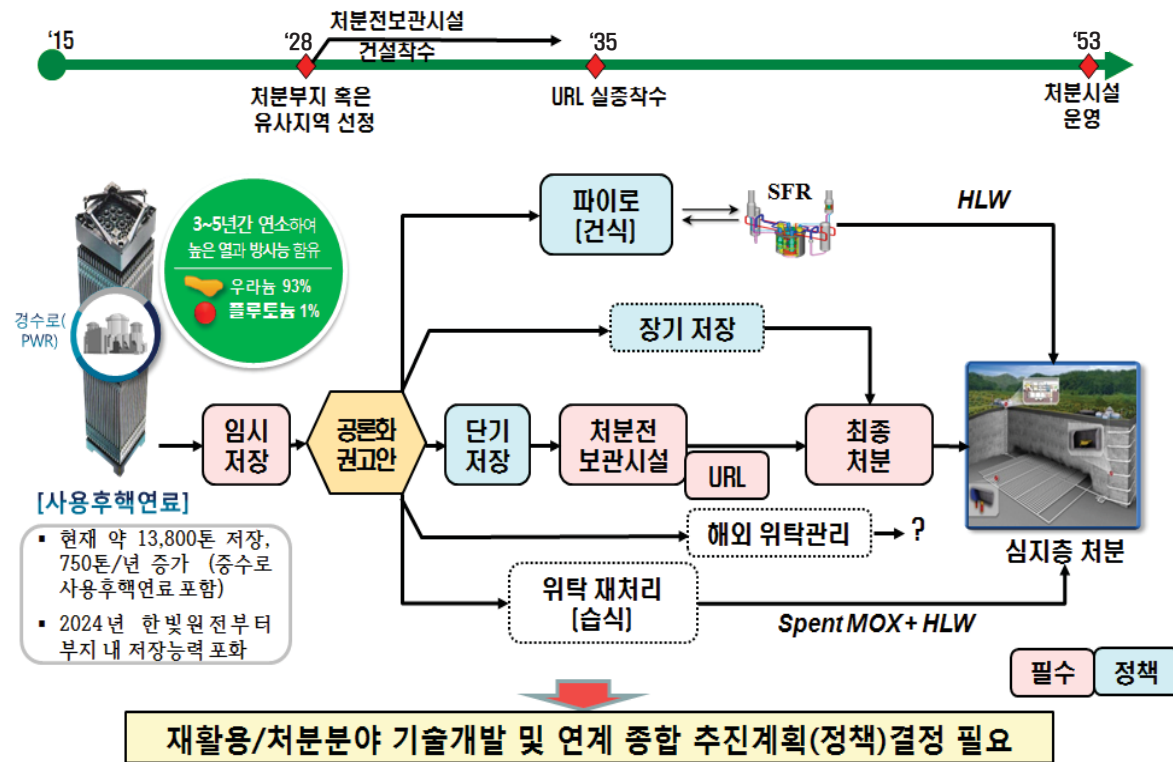 '15
'28
처분전보관시설
건설착수
'35
'53
처분부지 혹은
유사지역 선정
URL 실증착수
처분시설
운영
3~5년간 연소하여
높은 열과 방사능 함유
우라늄 93%
플루토늄 1%
경수로(
PWR)
파이로
(건식)
SFR
HLW
장기 저장
임시
저장
공론화
권고안
단기
저장
처분전
보관시설
URL
최종
처분
해외 위탁관리
?
위탁 재처리
(습식)
Spent MOX + HLW
심지층 처분
[사용후핵연료]
▪ 현재 약 13,800톤 저장,
750톤/년 증가 (중수로
사용후핵연료 포함)
▪ 2024년 한빛원전부터
부지 내 저장능력 포화
필수
정책
재활용/처분분야 기술개발 및 연계 종합 추진계획(정책)결정 필요